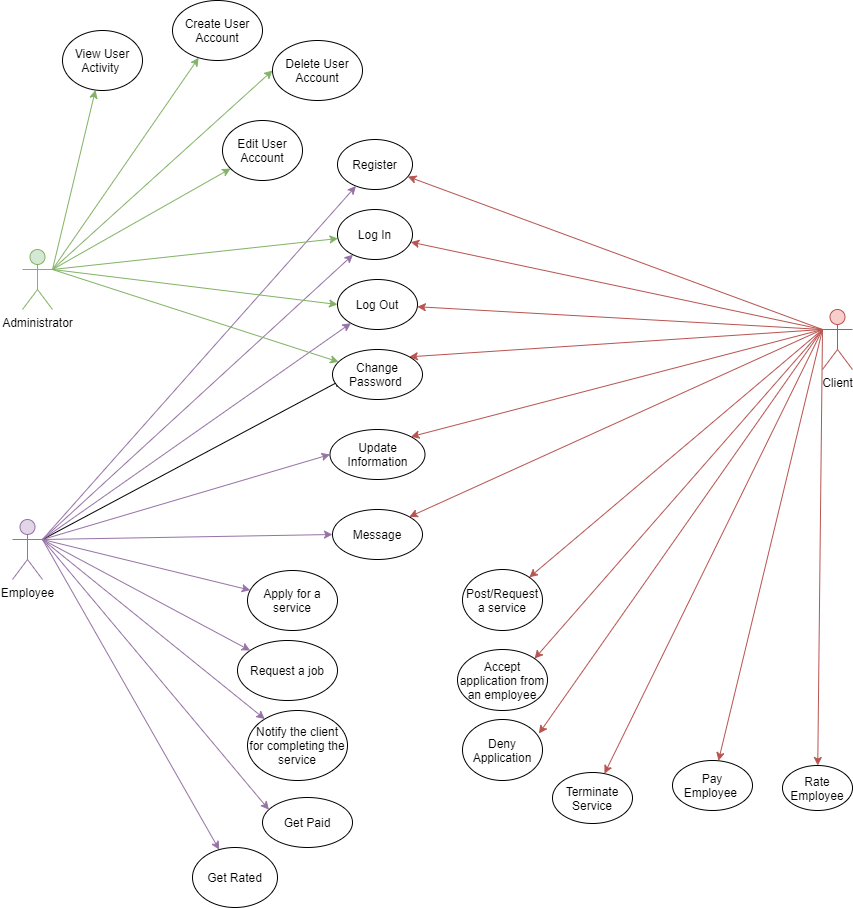 Create User
Account
View User
Activity
Delete User
Account
Edit User
Account
Register
Log In
Log Out
Administrator
Change
Password
Client
Update
Information
Message
Employee
Apply for a
service
Post/Request
a service
Request a job
Accept
application from
an employee
Notify the client
for completing the
service
Deny
Application
Terminate
Service
Pay
Employee
Rate
Employee
Get Paid
Get Rated